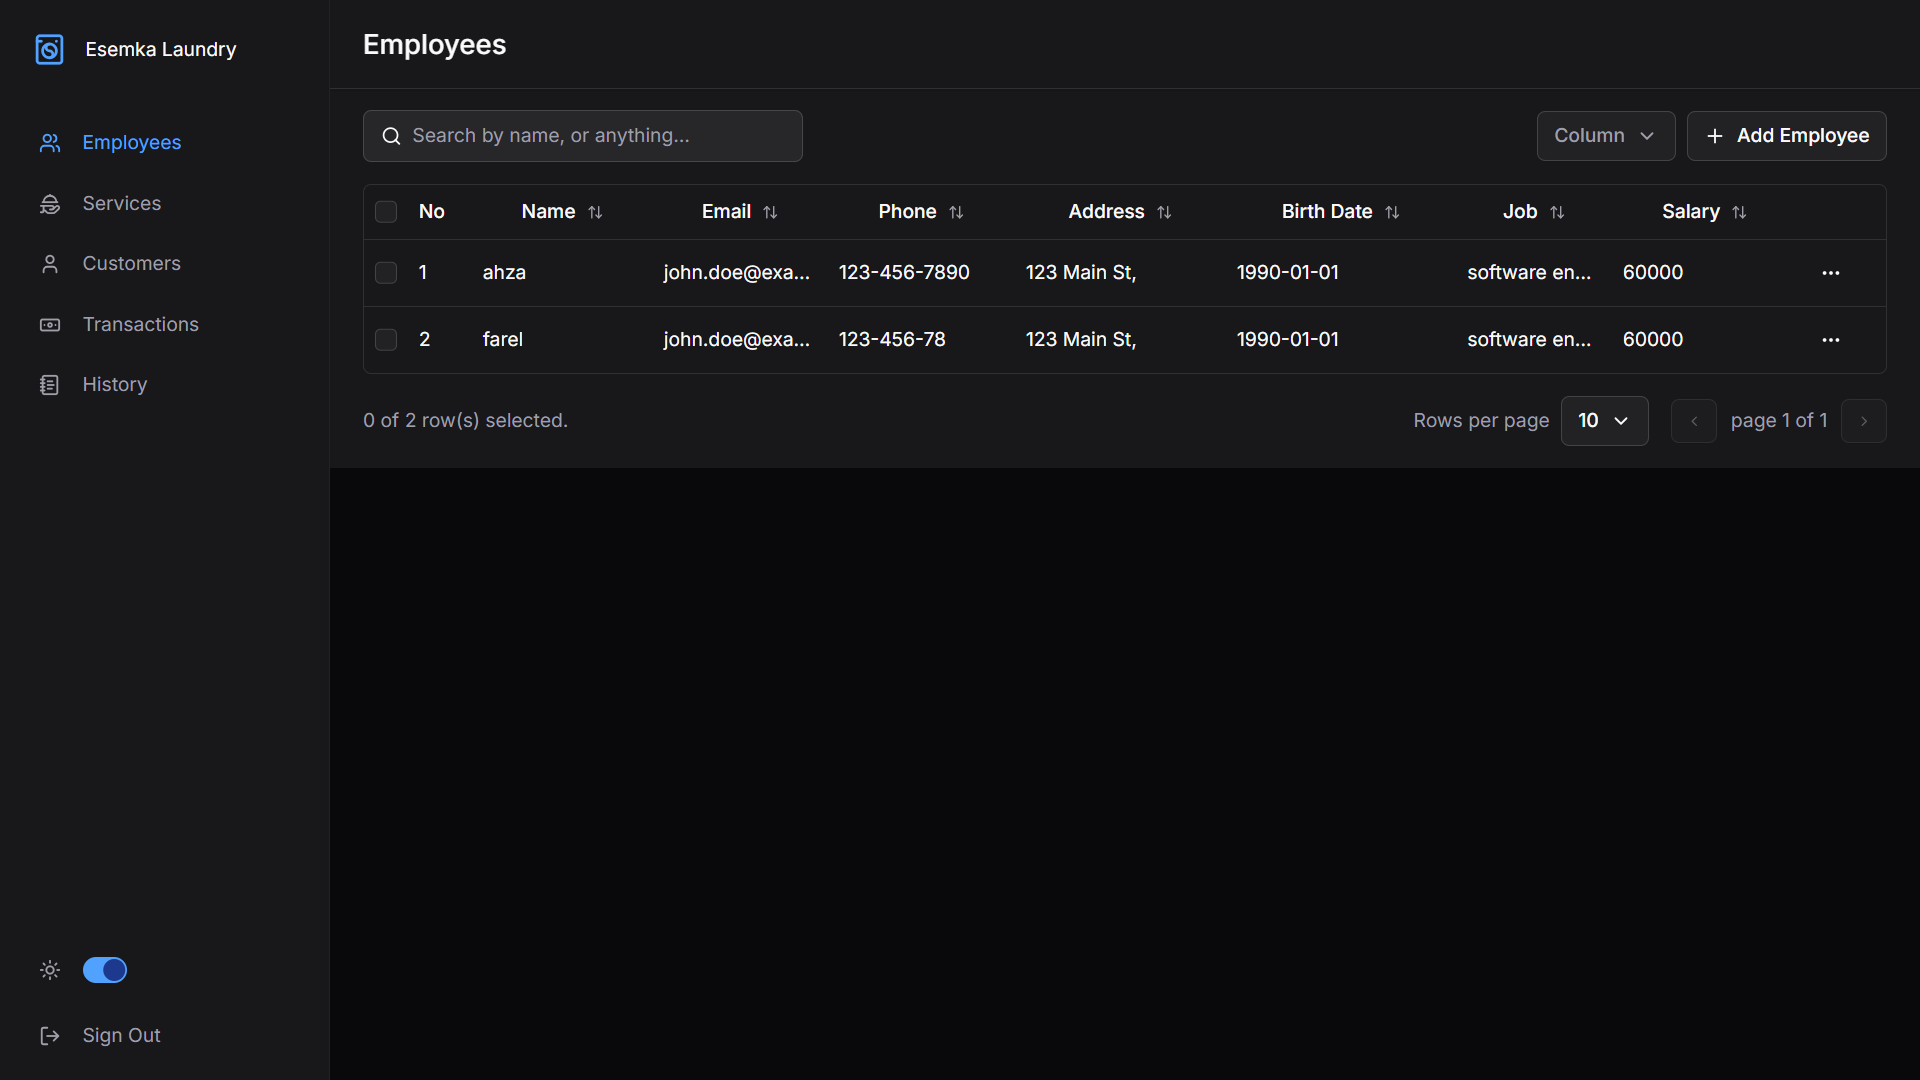 Esemka Laundry
Employees
Services
Customers
Transactions
History
Sign Out
Employees
Search by name, or anything...
Column
Add Employee
No Name Email Phone Address Birth Date Job Salary
1 ahza john.doe@exa... 123-456-7890 123 Main St, 1990-01-01 software en... 60000
2 farel john.doe@exa... 123-456-78 123 Main St, 1990-01-01 software en... 60000
0 of 2 row(s) selected.
Rows per page 10 page 1 of 1